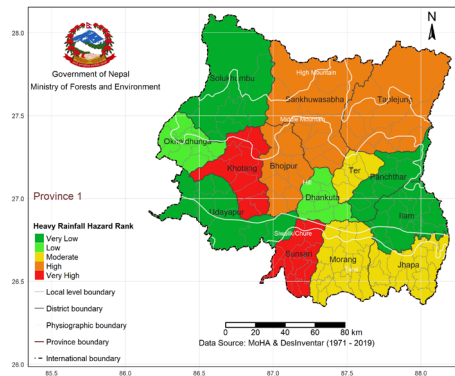 28.0
N
Government of Nepal
Ministry of Forests and Environment
Solukhumbu
High Mountain
Sankhuwasabha
Taplejung
27.5
Middle Mountain
Okhaldhunga
Khotang
Bhojpur
Ter
Panchthar
Hill
Dhankuta
27.0
Province 1
Udayapur
Ilam
Heavy Rainfall Hazard Rank
Very Low
Low
Moderate
High
Very High
Siwalik/Chure
Sunsari
Morang
Jhapa
Terai
26.5
Local level boundary
District boundary
Physiographic boundary
Province boundary
International boundary
0 20 40 60 80 km
Data Source: MoHA & DesInventar (1971 - 2019)
28.0
85.5 86.0 86.5 87.0 87.5 88.0